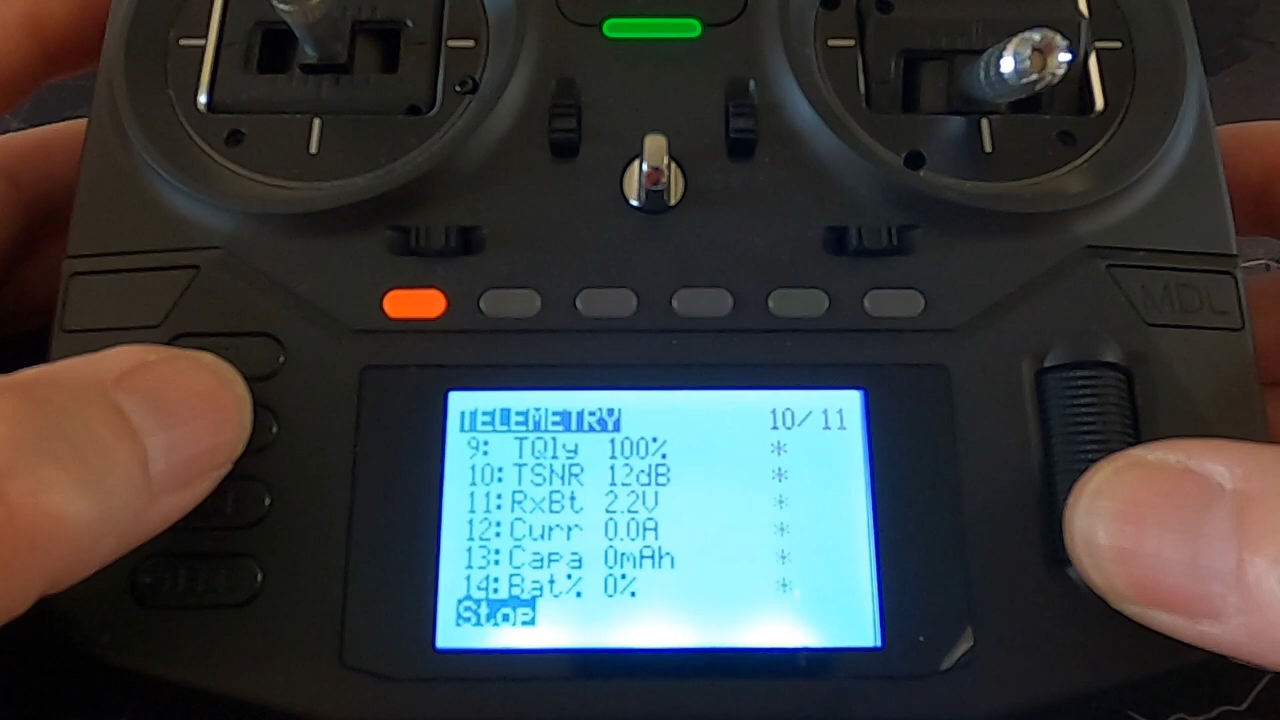 MDL
TELEMETRY 10/11
9: TQly 100% *
10: TSNR 12dB *
11: RxBt 2.2V *
12: Curr 0.0A *
13: Capa 0mAh *
14: Bat% 0% *
Stop